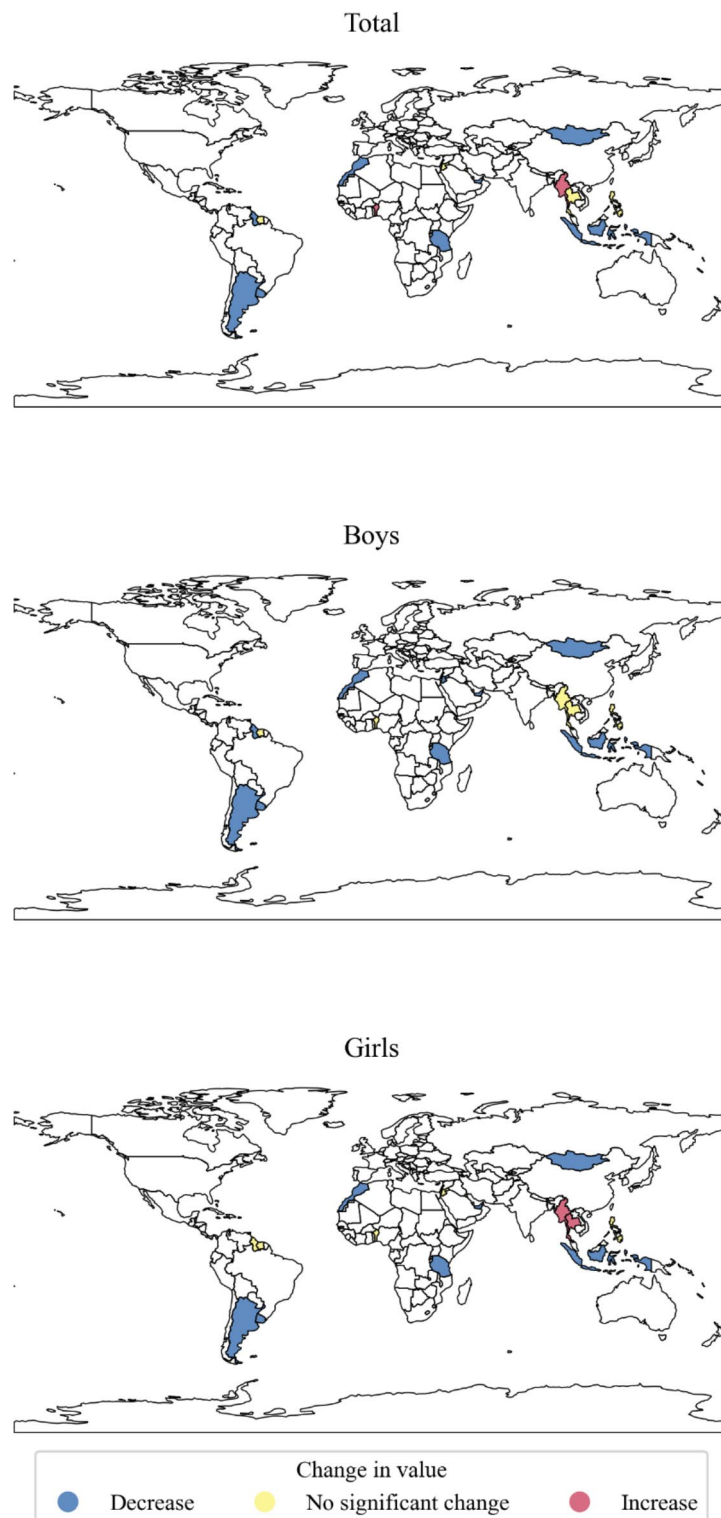 Total
Boys
Girls
Change in value
Decrease No significant change Increase